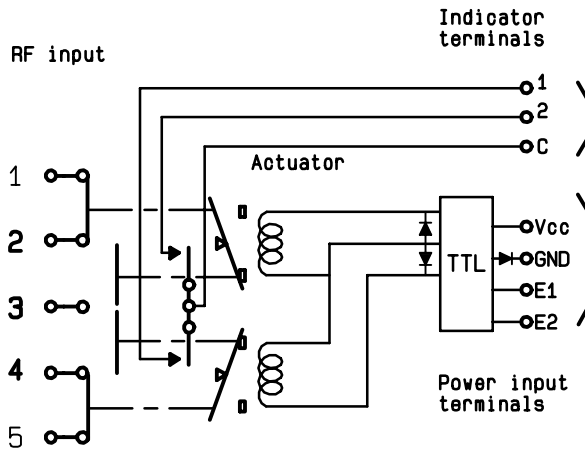 Indicator
terminals
RF input
1
2
C
Actuator
1
2
3
4
5
TTL
Vcc
GND
E1
E2
Power input
terminals